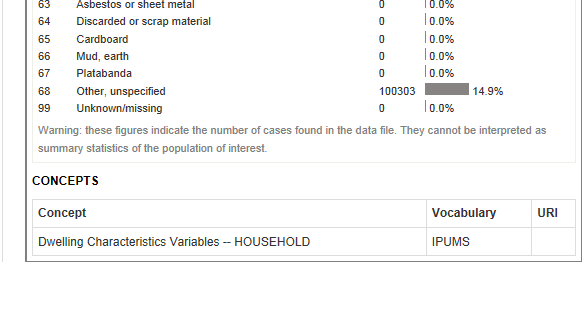 63 Asbestos or sheet metal 0 0.0%
64 Discarded or scrap material 0 0.0%
65 Cardboard 0 0.0%
66 Mud, earth 0 0.0%
67 Platabanda 0 0.0%
68 Other, unspecified 100303 14.9%
99 Unknown/missing 0 0.0%
Warning: these figures indicate the number of cases found in the data file. They cannot be interpreted as
summary statistics of the population of interest.
CONCEPTS
Concept Vocabulary URI
Dwelling Characteristics Variables -- HOUSEHOLD IPUMS